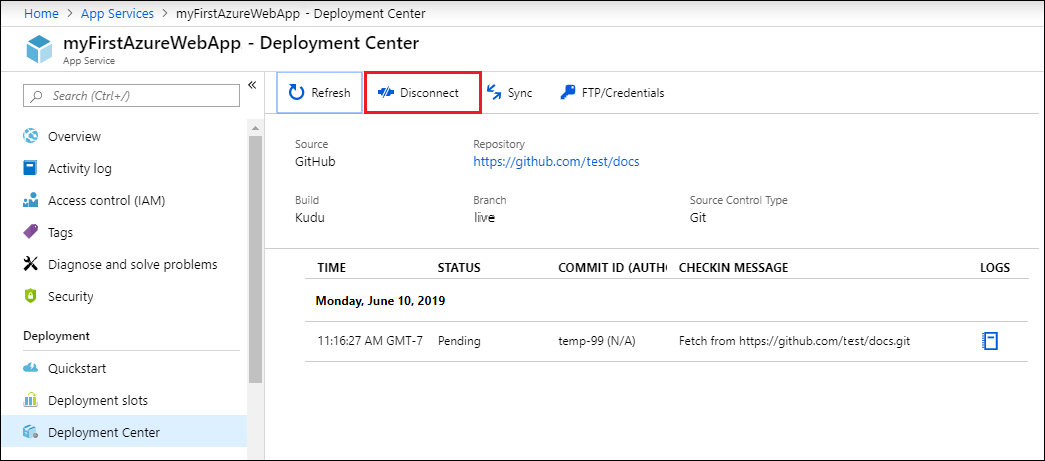 Home > App Services > myFirstAzureWebApp - Deployment Center
myFirstAzureWebApp - Deployment Center
App Service
Search (Ctrl+/)
«
Overview
Activity log
Access control (IAM)
Tags
Diagnose and solve problems
Security
Deployment
Quickstart
Deployment slots
Deployment Center
Refresh Disconnect Sync FTP/Credentials
Source Repository
GitHub https://github.com/test/docs
Build Branch Source Control Type
Kudu live Git
TIME STATUS COMMIT ID (AUTH CHECKIN MESSAGE LOGS
Monday, June 10, 2019
11:16:27 AM GMT-7 Pending temp-99 (N/A) Fetch from https://github.com/test/docs.git